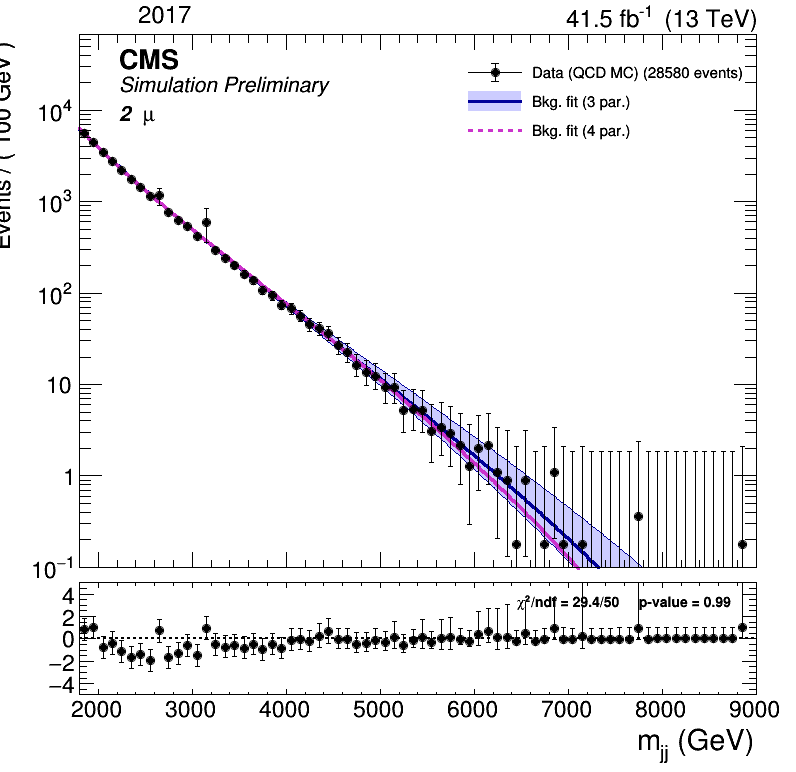 2017
41.5 fb⁻¹ (13 TeV)
CMS
Simulation Preliminary
2 μ
Data (QCD MC) (28580 events)
Bkg. fit (3 par.)
Bkg. fit (4 par.)
Events / ( 100 GeV )
10⁴
10³
10²
10
1
10⁻¹
χ²/ndf = 29.4/50 p-value = 0.99
4
2
0
−2
−4
2000 3000 4000 5000 6000 7000 8000 9000
m_jj (GeV)